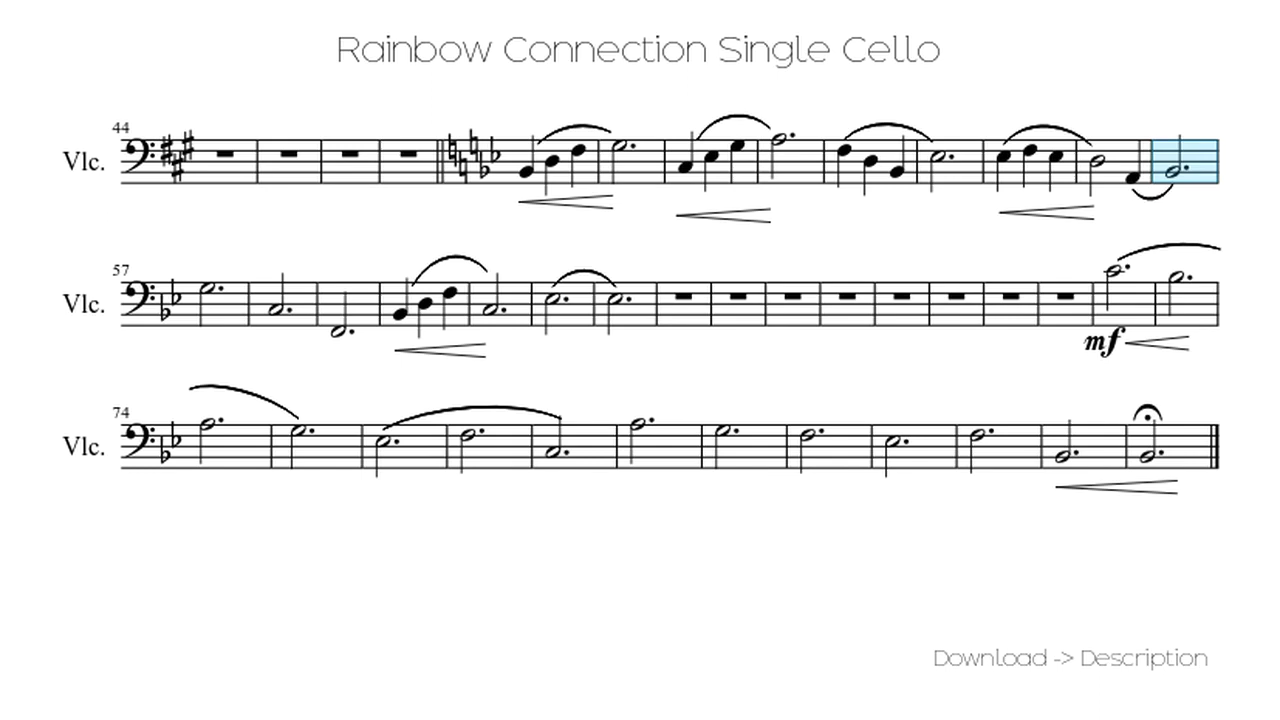 Rainbow Connection Single Cello
44
Vlc.
57
Vlc.
mf
74
Vlc.
Download -> Description